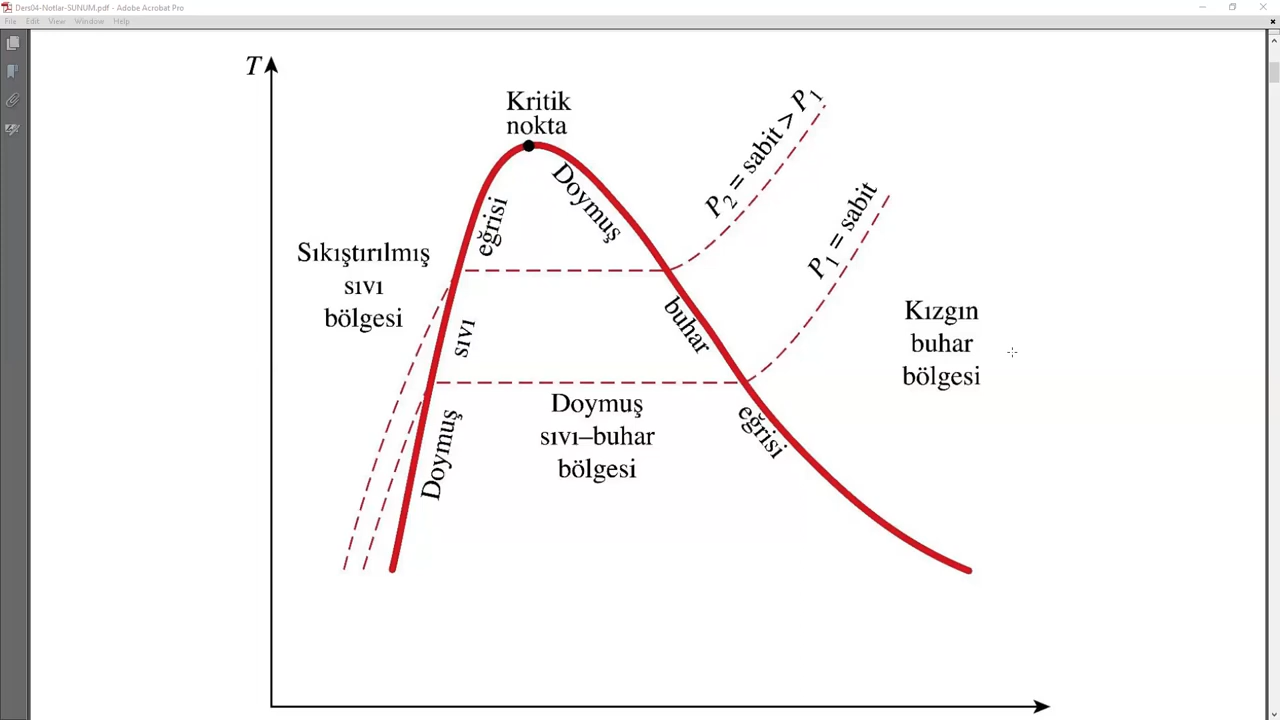 Ders04-Notlar-SUNUM.pdf - Adobe Acrobat Pro
File Edit View Window Help
T
Kritik
nokta
P2 = sabit > P1
P1 = sabit
Doymuş
eğrisi
Sıkıştırılmış
sıvı
bölgesi
buhar
sıvı
Kızgın
buhar
bölgesi
Doymuş
sıvı–buhar
bölgesi
eğrisi
Doymuş